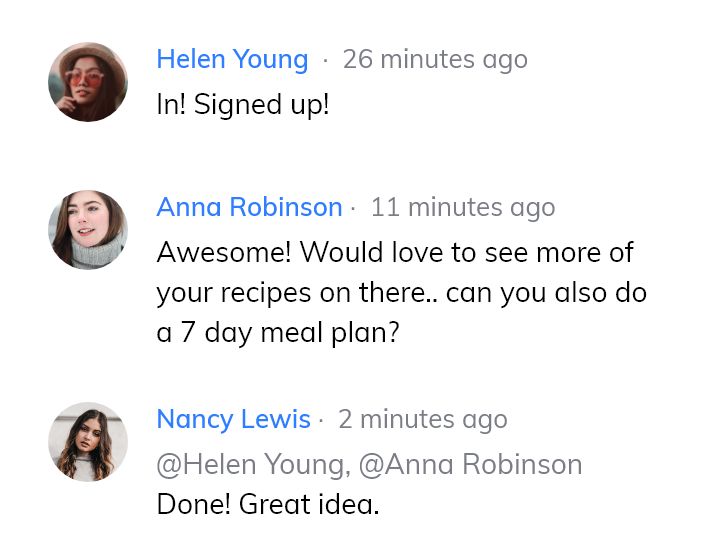 Helen Young · 26 minutes ago
In! Signed up!
Anna Robinson · 11 minutes ago
Awesome! Would love to see more of
your recipes on there.. can you also do
a 7 day meal plan?
Nancy Lewis · 2 minutes ago
@Helen Young, @Anna Robinson
Done! Great idea.